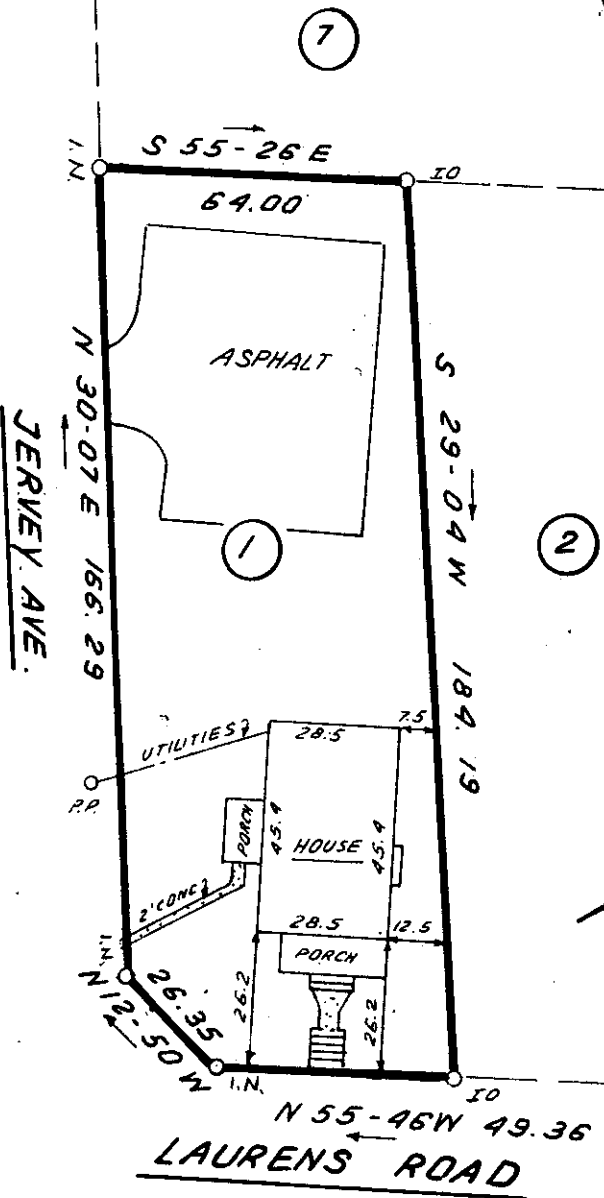 7
I.N.
S 55-26 E
IO
64.00
ASPHALT
N 30-07 E 166.29
JERVEY AVE.
S 29-04 W 184.19
1
2
UTILITIES
P.P.
28.5
7.5
PORCH
45.4
HOUSE
45.4
2' CONC
28.5
12.5
PORCH
I.N.
26.35
N 12-50 W
26.2
26.2
I.N.
IO
N 55-46W 49.36
LAURENS ROAD